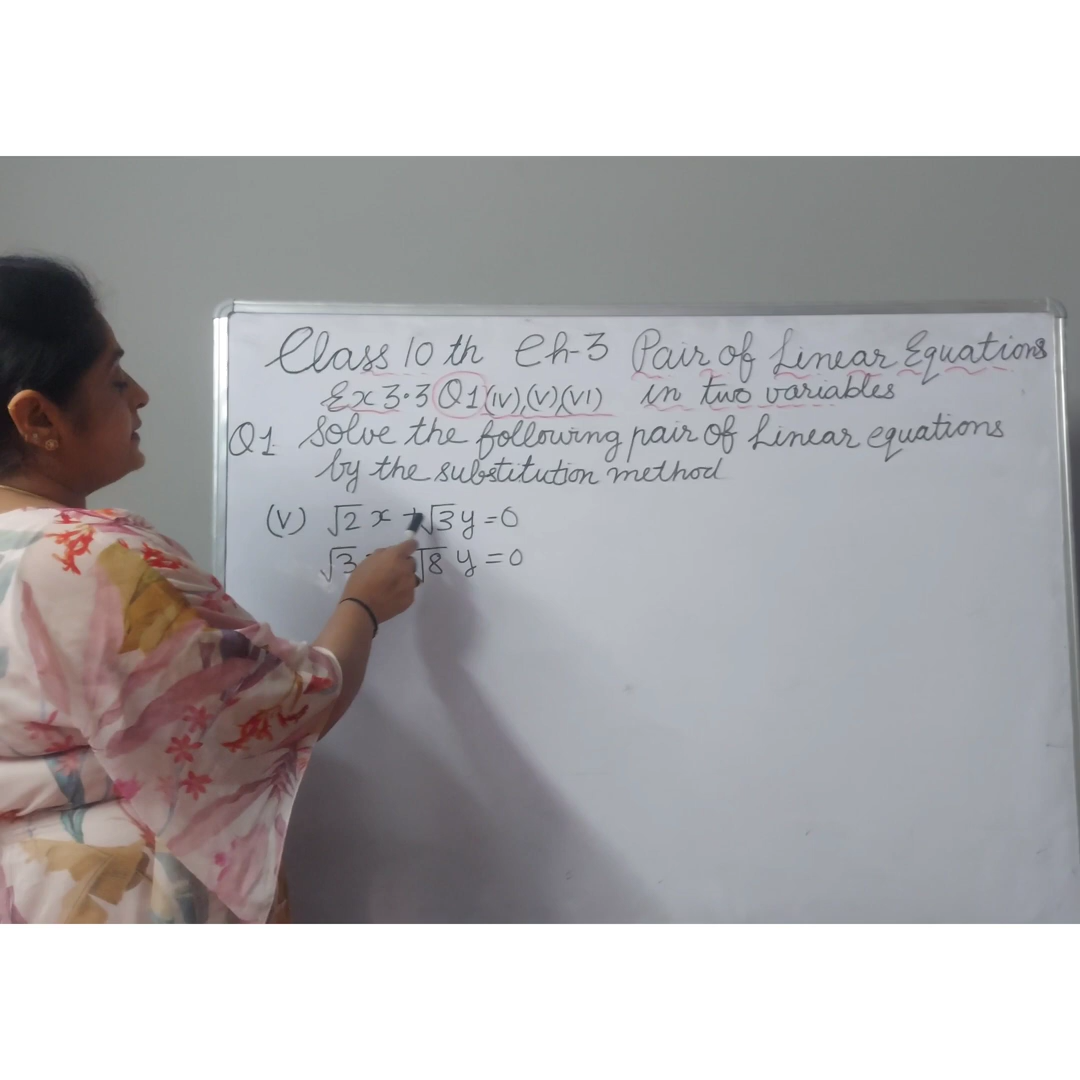 Class 10 th Ch-3 Pair of Linear Equations
Ex 3.3 Q1 (IV),(V),(VI) in two variables
Q1 Solve the following pair of Linear equations
by the substitution method
(V) √2 x + √3 y = 0
√3 √8 y = 0